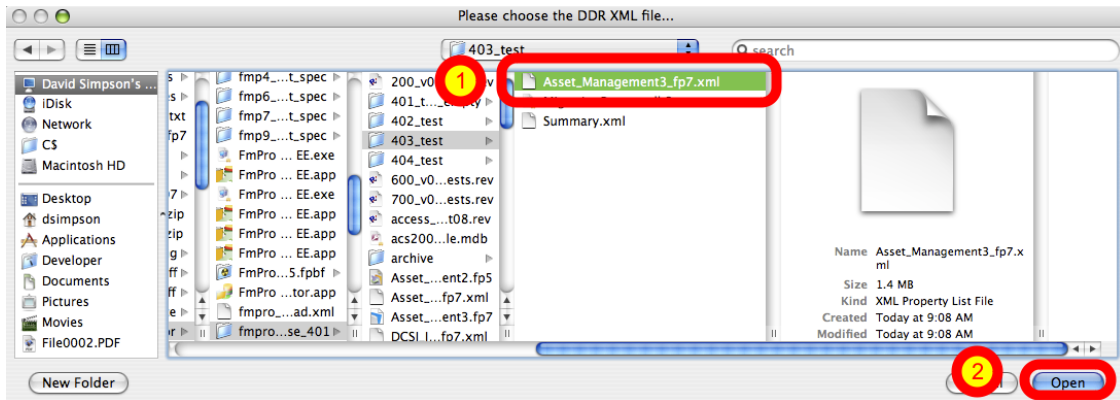 Please choose the DDR XML file...
403_test
search
David Simpson's ...
iDisk
Network
C$
Macintosh HD
Desktop
dsimpson
Applications
Developer
Documents
Pictures
Movies
File0002.PDF
txt
fp7
zip
zip
fmp4_...t_spec
fmp6_...t_spec
fmp7_...t_spec
fmp9_...t_spec
FmPro ... EE.exe
FmPro ... EE.app
FmPro ... EE.exe
FmPro ... EE.app
FmPro ... EE.app
FmPro ... EE.app
FmPro...5.fpbf
FmPro ...tor.app
fmpro_...ad.xml
fmpro...se_401
200_v0
401_t...
402_test
403_test
404_test
600_v0...ests.rev
700_v0...ests.rev
access_...t08.rev
acs200...le.mdb
archive
Asset_...ent2.fp5
Asset_...fp7.xml
Asset_...ent3.fp7
DCSI_I...fp7.xml
1
Asset_Management3_fp7.xml
Summary.xml
Name Asset_Management3_fp7.x
ml
Size 1.4 MB
Kind XML Property List File
Created Today at 9:08 AM
Modified Today at 9:08 AM
New Folder
2
Open